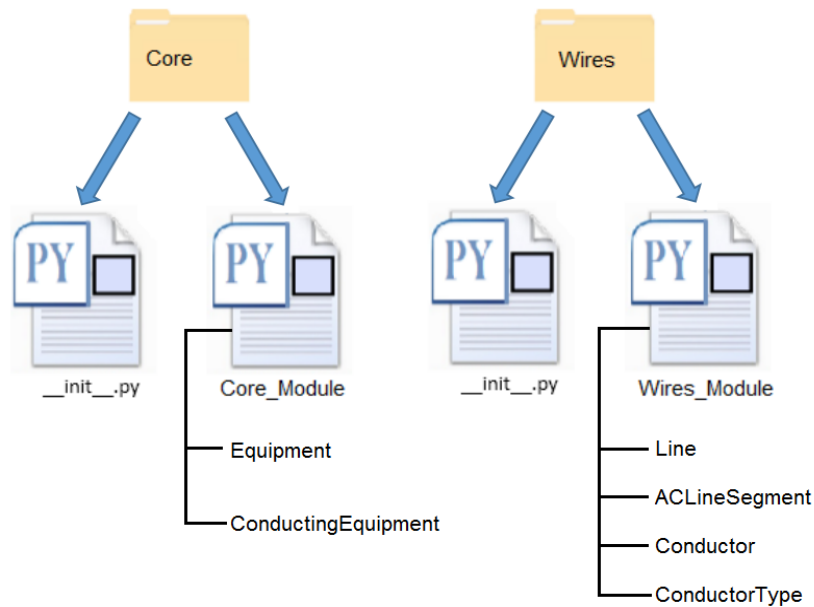 Core
Wires
PY
PY
PY
PY
__init__.py
Core_Module
__init__.py
Wires_Module
Equipment
ConductingEquipment
Line
ACLineSegment
Conductor
ConductorType